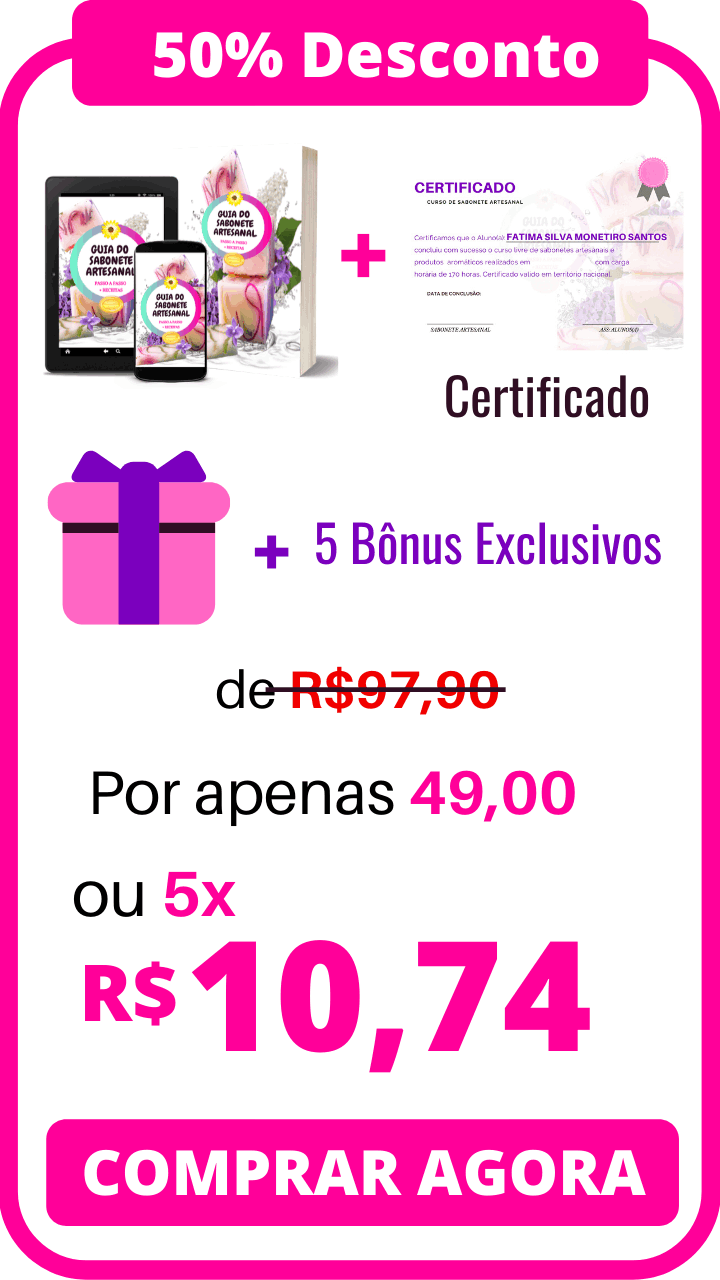 50% Desconto
GUIA DO
SABONETE
ARTESANAL
PASSO A PASSO
+ RECEITAS
GUIA DO
SABONETE
ARTESANAL
PASSO A PASSO
+ RECEITAS
GUIA DO
SABONETE
ARTESANAL
PASSO A PASSO
+ RECEITAS
+
CERTIFICADO
CURSO DE SABONETE ARTESANAL
GUIA DO
Certificamos que o Aluno(a) FATIMA SILVA MONETIRO SANTOS
concluiu com sucesso o curso livre de sabonetes artesanais e
produtos aromáticos realizados em com carga
horária de 170 horas. Certificado valido em territorio nacional.
DATA DE CONCLUSÃO:
SABONETE ARTESANAL
ASS: ALUNOS(A)
Certificado
+ 5 Bônus Exclusivos
de R$97,90
Por apenas 49,00
ou 5x
R$10,74
COMPRAR AGORA